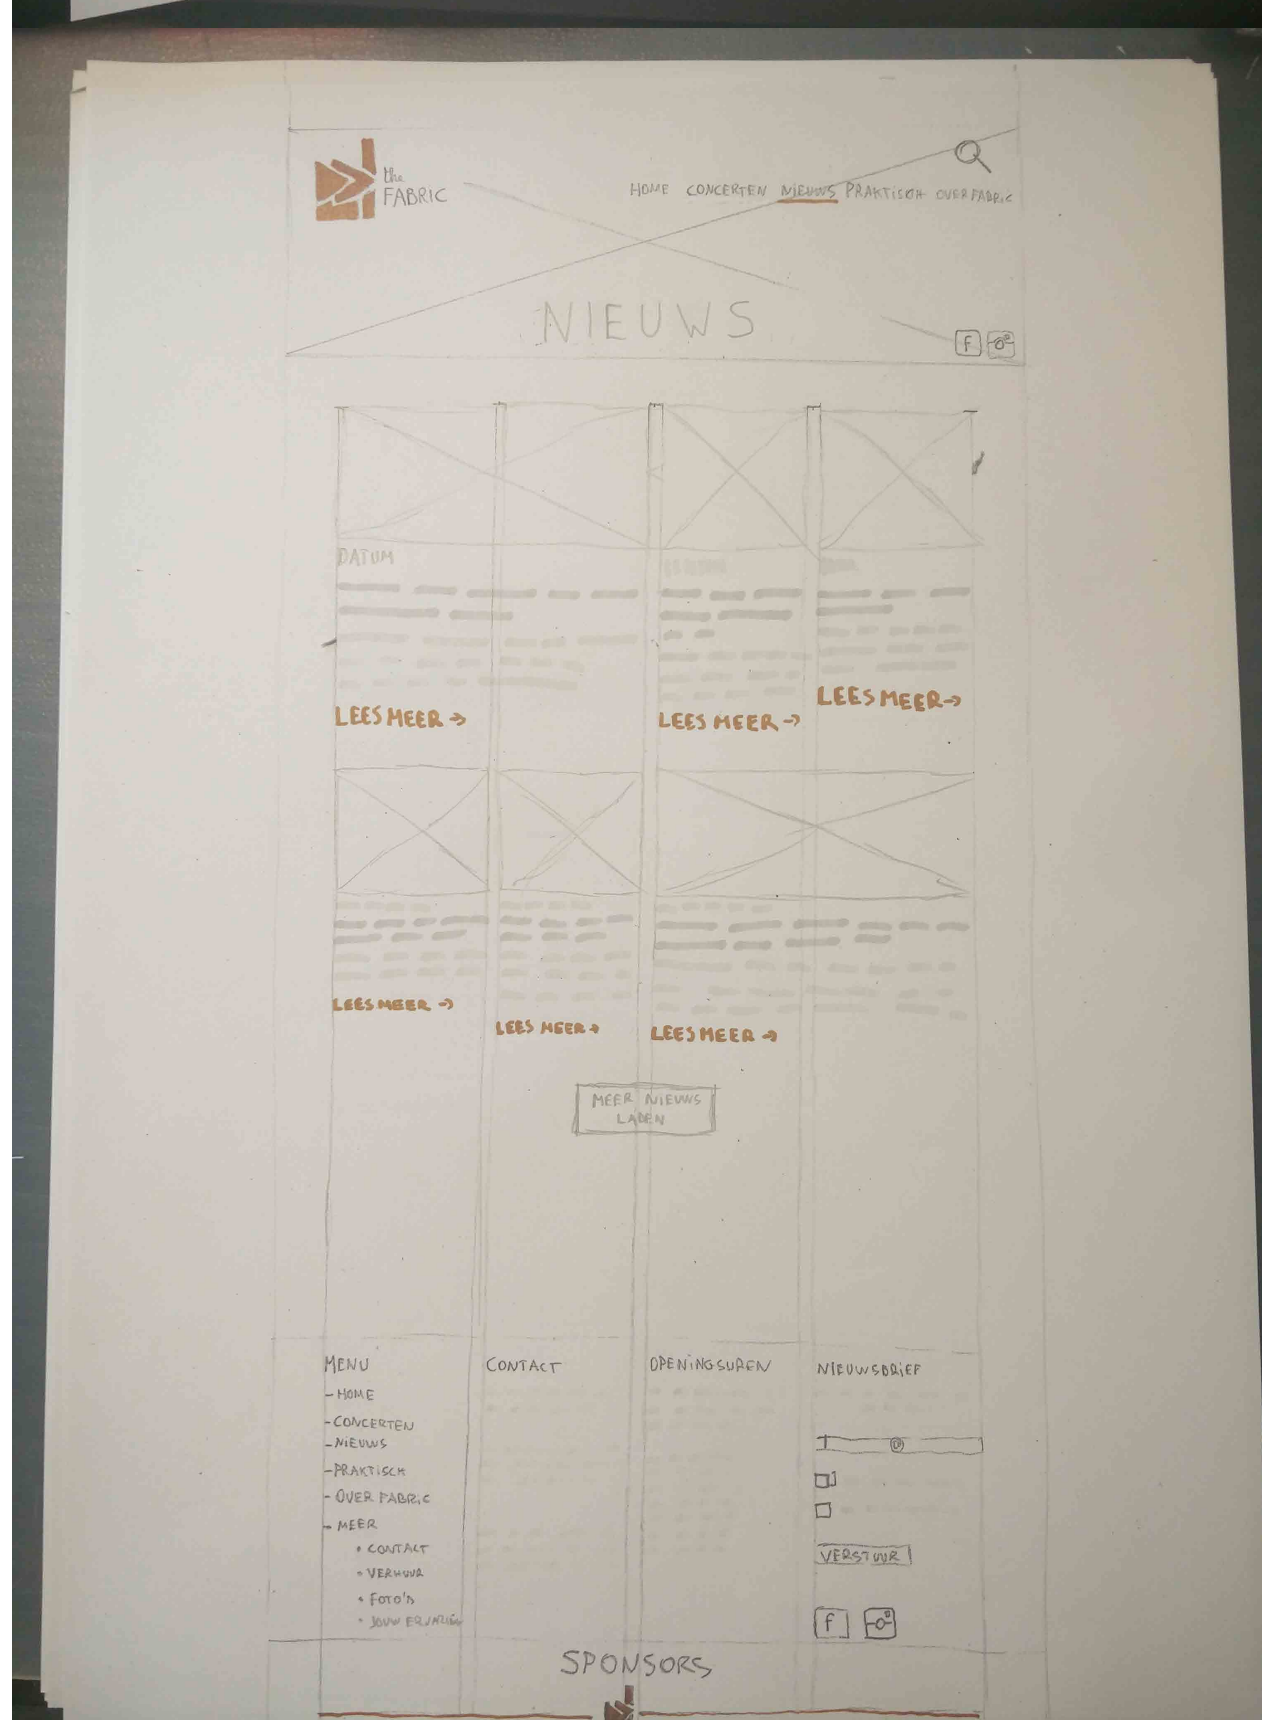 the
FABRIC
HOME CONCERTEN NIEUWS PRAKTISCH OVER FABRIC
NIEUWS
f
DATUM
LEES MEER →
LEES MEER →
LEES MEER →
LEES MEER →
LEES MEER →
LEES MEER →
MEER NIEUWS
LADEN
MENU
- HOME
- CONCERTEN
- NIEUWS
- PRAKTISCH
- OVER FABRIC
- MEER
• CONTACT
• VERHUUR
• FOTO'S
• JOUW
CONTACT
OPENINGSUREN
NIEUWSBRIEF
@
VERSTUUR
f
SPONSORS